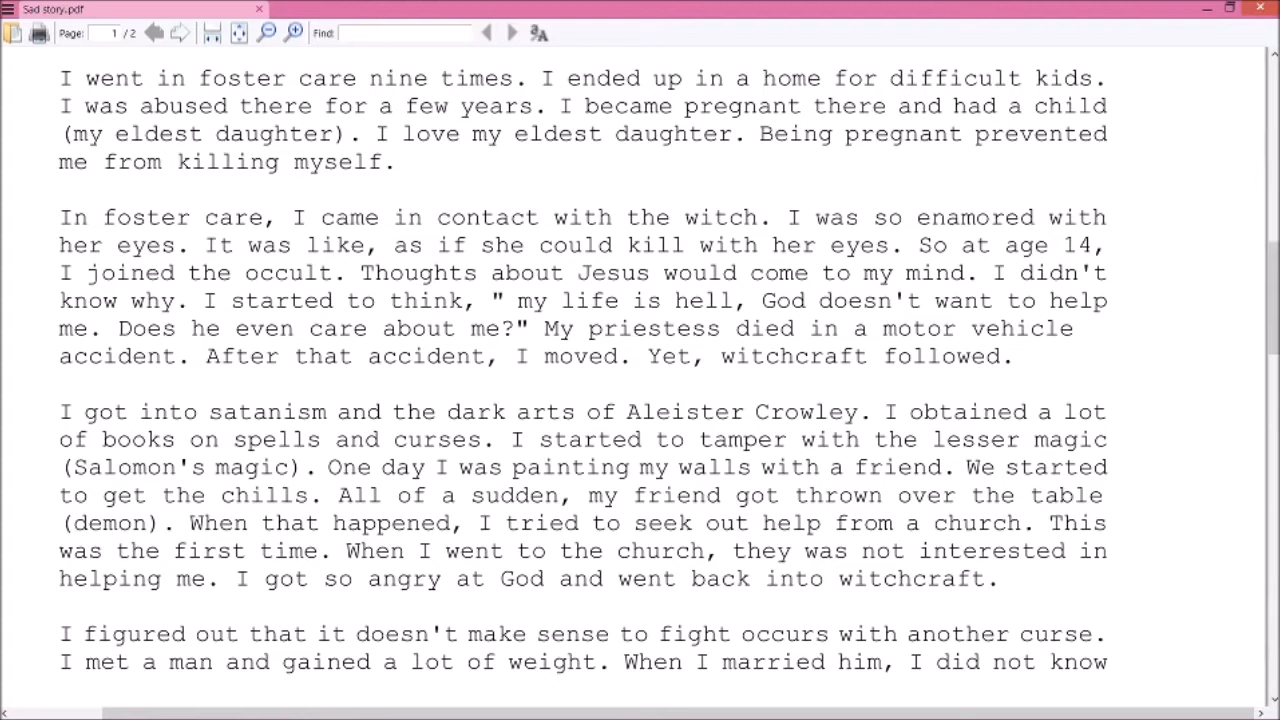 Sad story.pdf
Page: 1 / 2 Find:
I went in foster care nine times. I ended up in a home for difficult kids.
I was abused there for a few years. I became pregnant there and had a child
(my eldest daughter). I love my eldest daughter. Being pregnant prevented
me from killing myself.
In foster care, I came in contact with the witch. I was so enamored with
her eyes. It was like, as if she could kill with her eyes. So at age 14,
I joined the occult. Thoughts about Jesus would come to my mind. I didn't
know why. I started to think, " my life is hell, God doesn't want to help
me. Does he even care about me?" My priestess died in a motor vehicle
accident. After that accident, I moved. Yet, witchcraft followed.
I got into satanism and the dark arts of Aleister Crowley. I obtained a lot
of books on spells and curses. I started to tamper with the lesser magic
(Salomon's magic). One day I was painting my walls with a friend. We started
to get the chills. All of a sudden, my friend got thrown over the table
(demon). When that happened, I tried to seek out help from a church. This
was the first time. When I went to the church, they was not interested in
helping me. I got so angry at God and went back into witchcraft.
I figured out that it doesn't make sense to fight occurs with another curse.
I met a man and gained a lot of weight. When I married him, I did not know